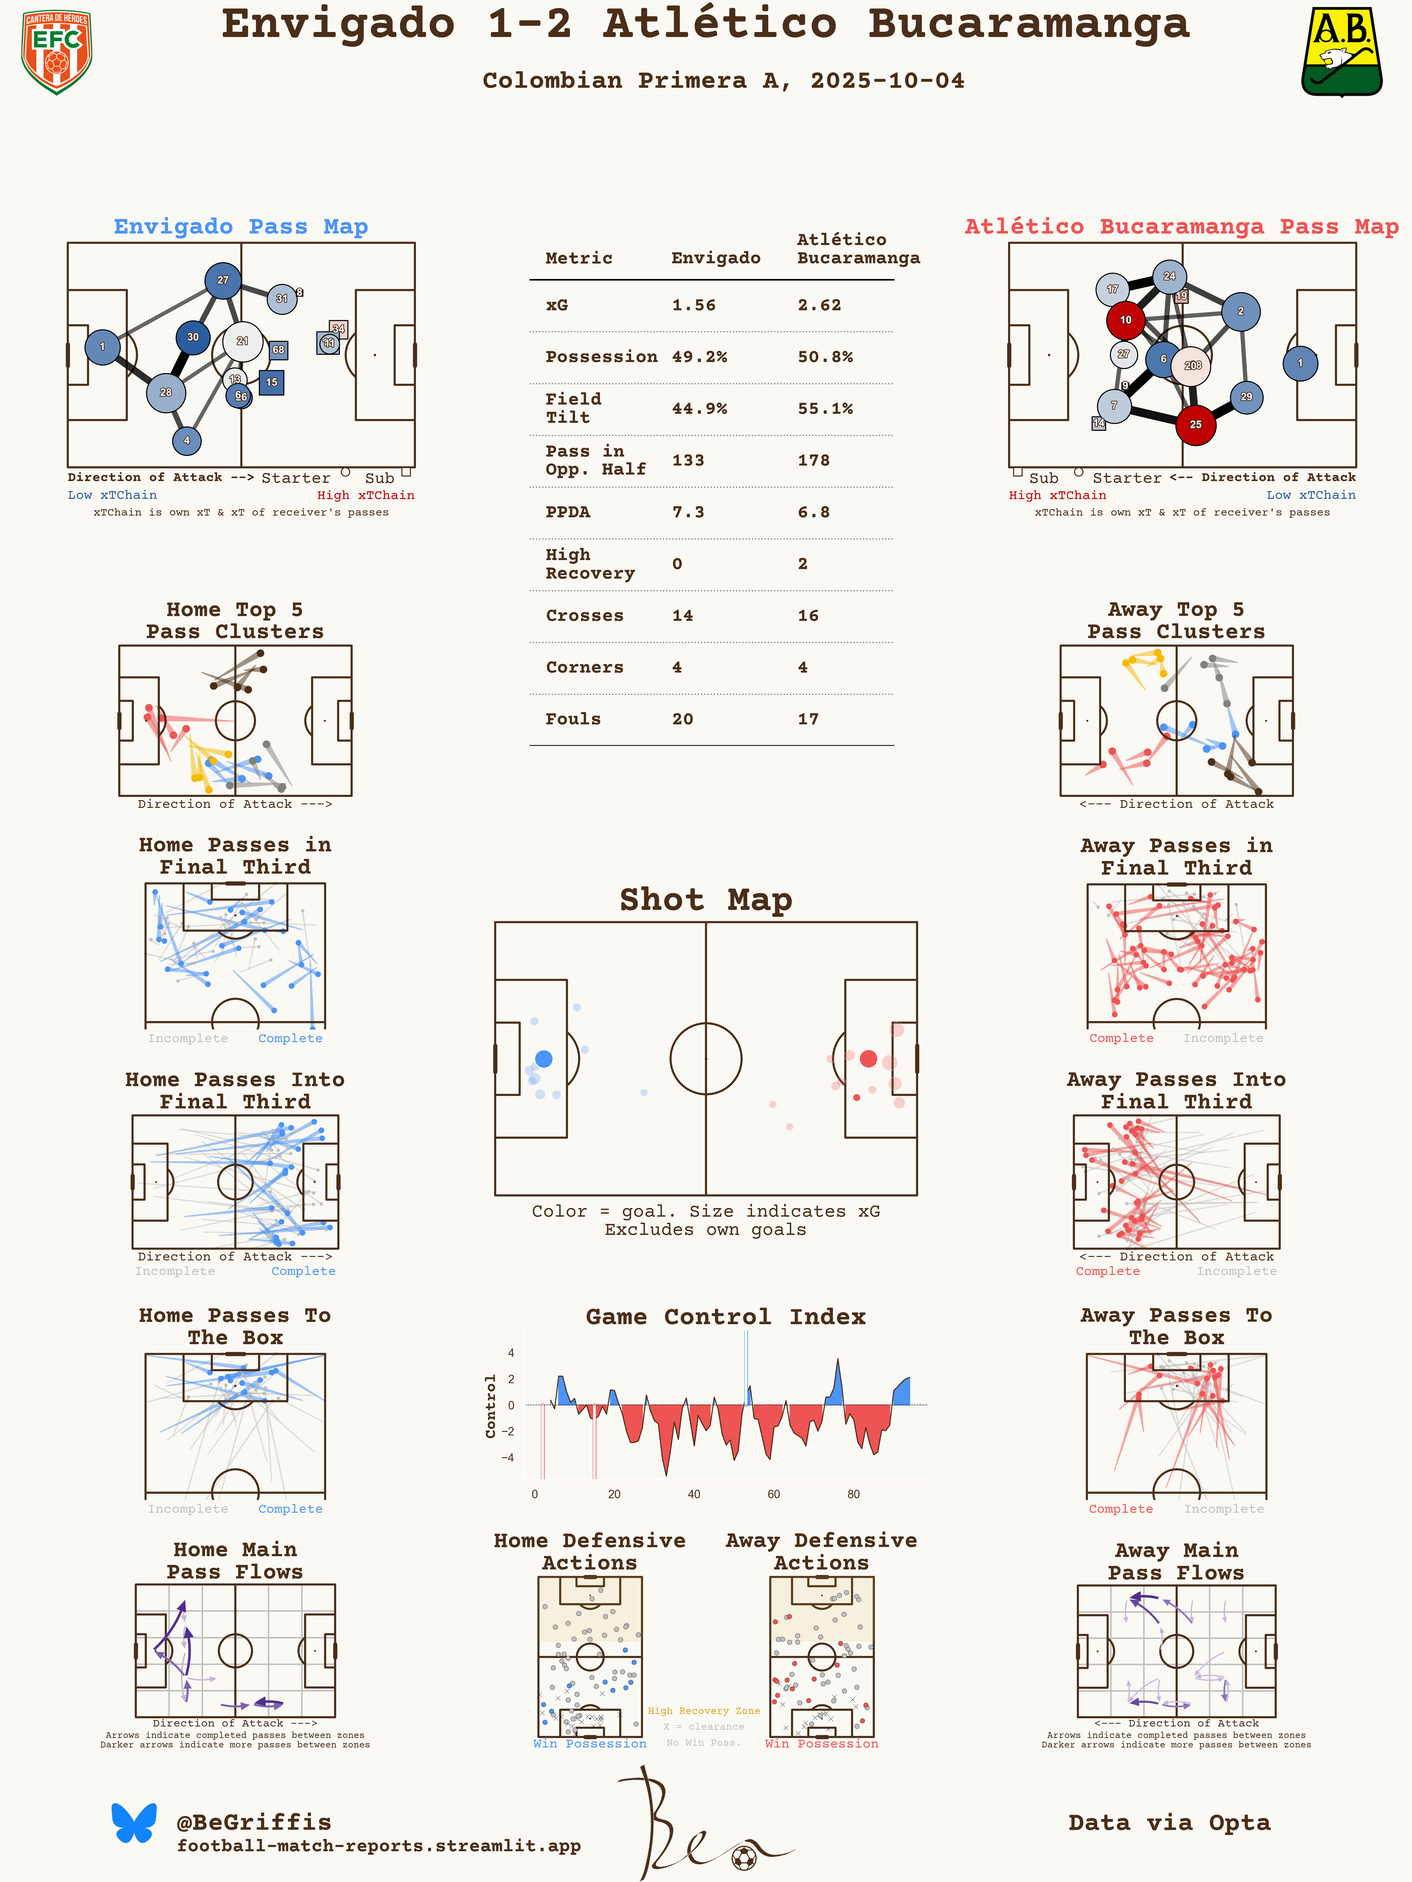 Envigado 1-2 Atlético Bucaramanga
Colombian Primera A, 2025-10-04
CANTERA DE HEROES
EFC
A.B.
Envigado Pass Map
27
31
8
1
30
21
34
11
68
28
13
15
6
26
4
Direction of Attack --> Starter Sub
Low xTChain High xTChain
xTChain is own xT & xT of receiver's passes
Metric Envigado Atlético Bucaramanga
xG 1.56 2.62
Possession 49.2% 50.8%
Field Tilt 44.9% 55.1%
Pass in Opp. Half 133 178
PPDA 7.3 6.8
High Recovery 0 2
Crosses 14 16
Corners 4 4
Fouls 20 17
Atlético Bucaramanga Pass Map
17
24
19
10
2
27
6
208
1
9
7
14
25
29
Sub Starter <-- Direction of Attack
High xTChain Low xTChain
xTChain is own xT & xT of receiver's passes
Home Top 5
Pass Clusters
Direction of Attack --->
Away Top 5
Pass Clusters
<--- Direction of Attack
Home Passes in
Final Third
Incomplete Complete
Away Passes in
Final Third
Complete Incomplete
Shot Map
Color = goal. Size indicates xG
Excludes own goals
Home Passes Into
Final Third
Direction of Attack --->
Incomplete Complete
Away Passes Into
Final Third
<--- Direction of Attack
Complete Incomplete
Home Passes To
The Box
Incomplete Complete
Game Control Index
Control
4
2
0
−2
−4
0 20 40 60 80
Away Passes To
The Box
Complete Incomplete
Home Main
Pass Flows
Direction of Attack --->
Arrows indicate completed passes between zones
Darker arrows indicate more passes between zones
Home Defensive
Actions
Win Possession
High Recovery Zone
X = clearance
No Win Poss.
Away Defensive
Actions
Win Possession
Away Main
Pass Flows
<--- Direction of Attack
Arrows indicate completed passes between zones
Darker arrows indicate more passes between zones
@BeGriffis
football-match-reports.streamlit.app
Ben
Data via Opta